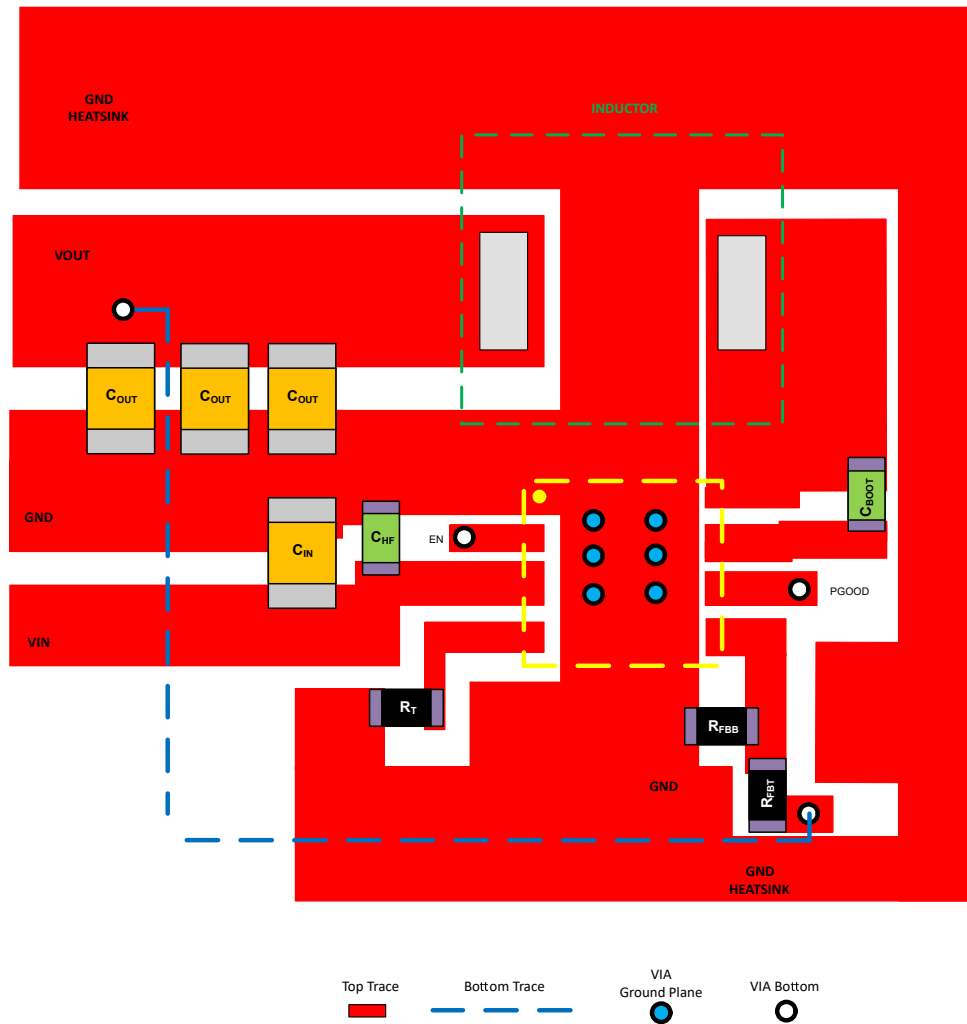 GND
HEATSINK
INDUCTOR
VOUT
COUT
COUT
COUT
CBOOT
GND
CIN
CHF
EN
PGOOD
VIN
RT
RFBB
GND
RFBT
GND
HEATSINK
Top Trace
Bottom Trace
VIA
Ground Plane
VIA Bottom